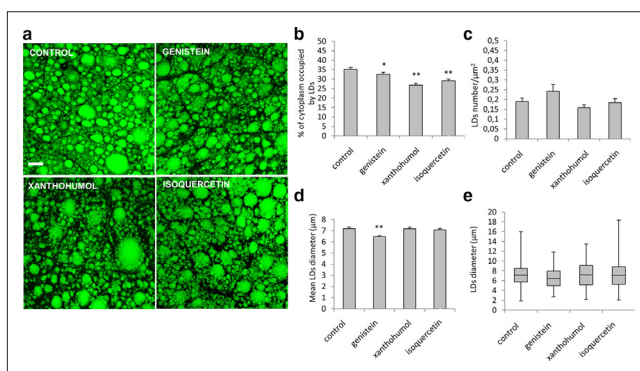 a
CONTROL
GENISTEIN
XANTHOHUMOL
ISOQUERCETIN
b
% of cytoplasm occupied
by LDs
50
45
40
35
30
25
20
15
10
5
0
*
**
**
control
genistein
xanthohumol
isoquercetin
c
LDs number/µm²
0,5
0,45
0,4
0,35
0,3
0,25
0,2
0,15
0,1
0,05
0
control
genistein
xanthohumol
isoquercetin
d
Mean LDs diameter (µm)
8
7
6
5
4
3
2
1
0
**
control
genistein
xanthohumol
isoquercetin
e
LDs diameter (µm)
20
18
16
14
12
10
8
6
4
2
0
control
genistein
xanthohumol
isoquercetin